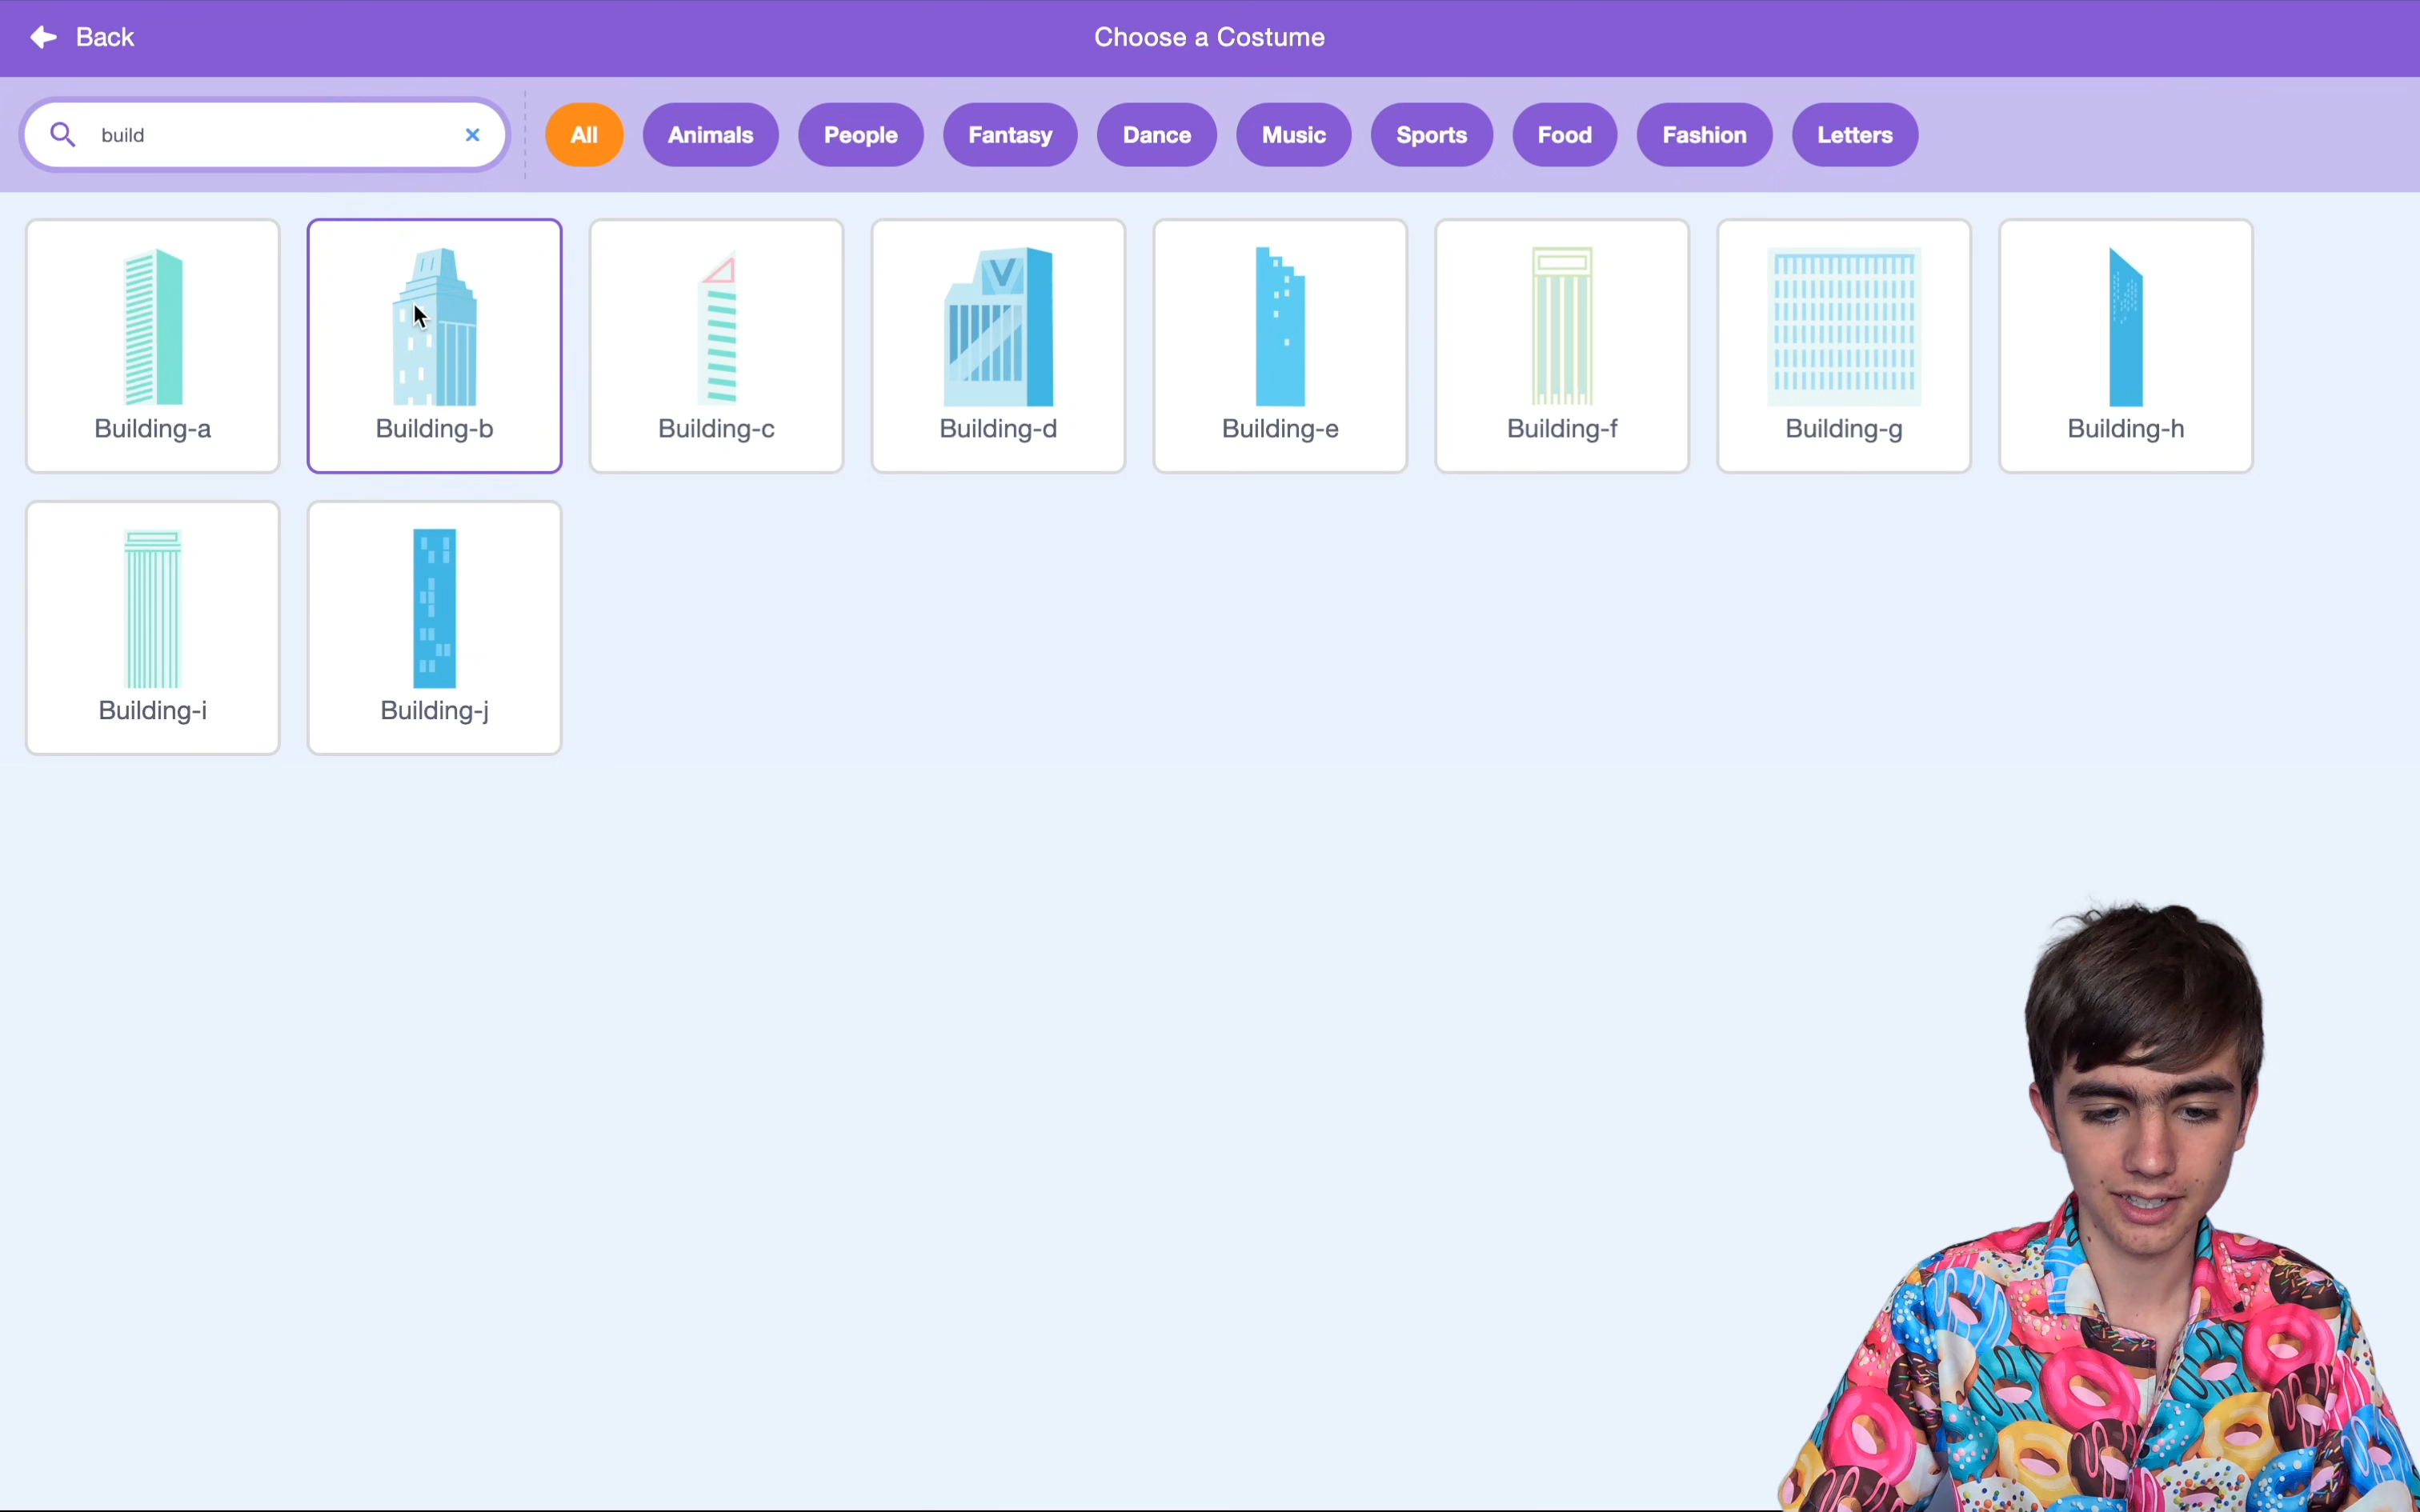 Back
Choose a Costume
build
All
Animals
People
Fantasy
Dance
Music
Sports
Food
Fashion
Letters
Building-a
Building-b
Building-c
Building-d
Building-e
Building-f
Building-g
Building-h
Building-i
Building-j